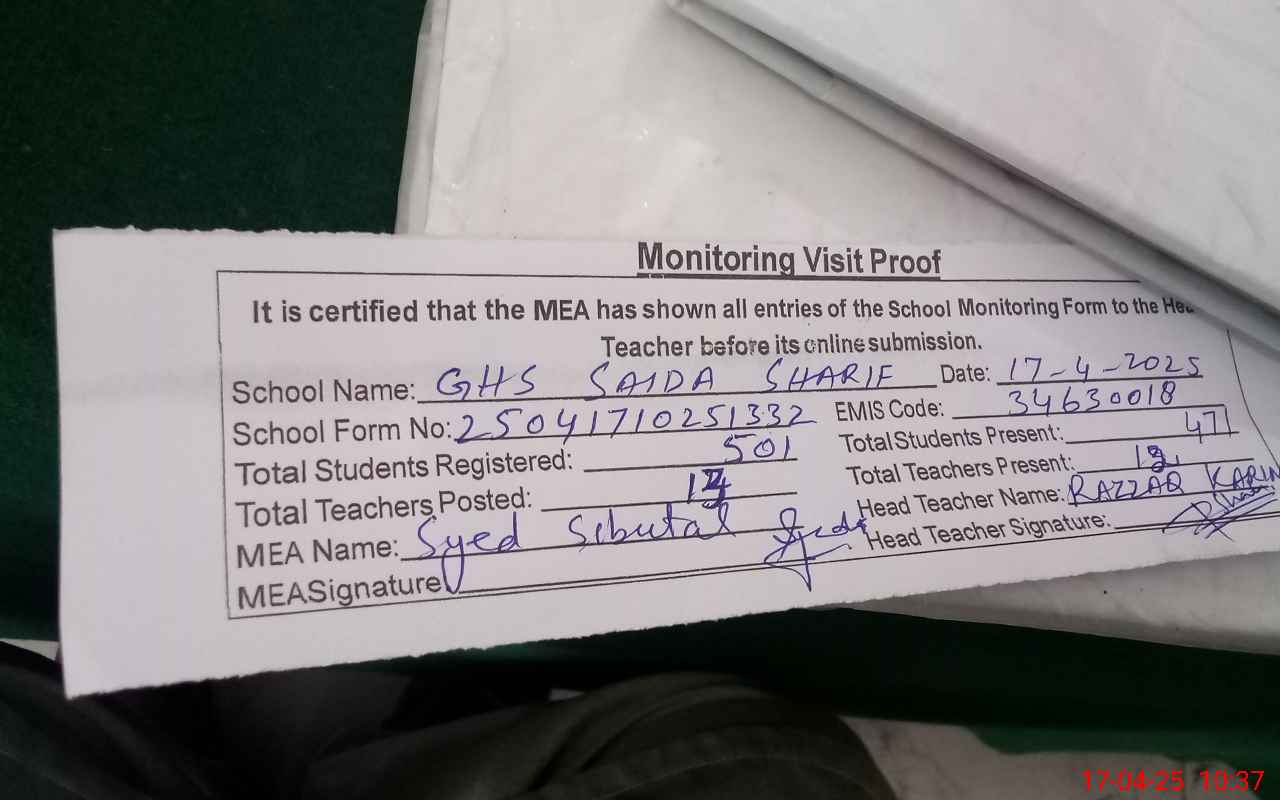 Monitoring Visit Proof
It is certified that the MEA has shown all entries of the School Monitoring Form to the Hea
Teacher before its online submission.
School Name: GHS SAIDA SHARIF Date: 17-4-2025
School Form No: 25041710251332 EMIS Code: 34630018
Total Students Registered: 501 Total Students Present: 471
Total Teachers Posted: Total Teachers Present:
MEA Name: Syed Sibutal Head Teacher Name: RAZZAQ KARIM
MEASignature Head Teacher Signature:
17-04-25 10:37